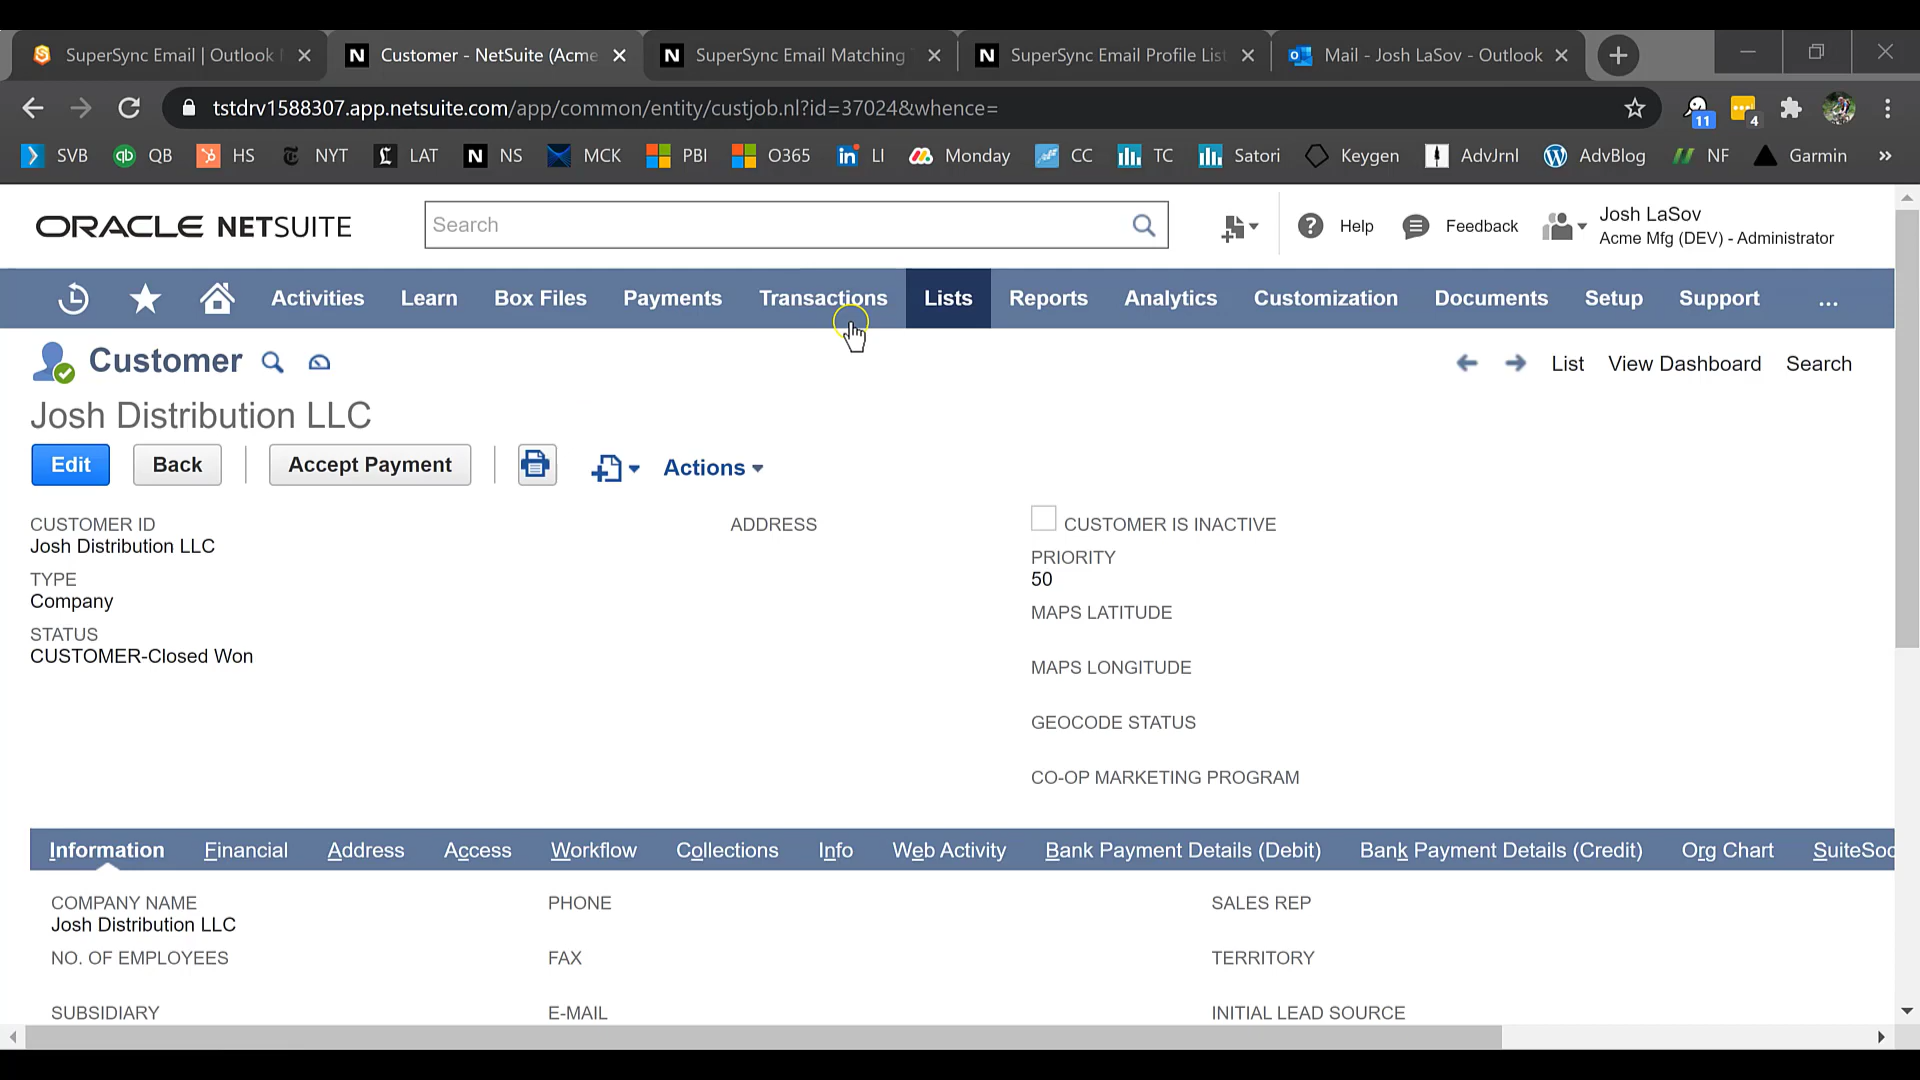 SuperSync Email | Outlook
Customer - NetSuite (Acme
SuperSync Email Matching
SuperSync Email Profile List
Mail - Josh LaSov - Outlook
tstdrv1588307.app.netsuite.com/app/common/entity/custjob.nl?id=37024&whence=
11
4
SVB QB HS NYT LAT NS MCK PBI O365 LI Monday CC TC Satori Keygen AdvJrnl AdvBlog NF Garmin »
ORACLE NETSUITE
Search
Help
Feedback
Josh LaSov
Acme Mfg (DEV) - Administrator
Activities Learn Box Files Payments Transactions Lists Reports Analytics Customization Documents Setup Support ...
Customer
List View Dashboard Search
Josh Distribution LLC
Edit Back Accept Payment Actions
CUSTOMER ID
Josh Distribution LLC
TYPE
Company
STATUS
CUSTOMER-Closed Won
ADDRESS
CUSTOMER IS INACTIVE
PRIORITY
50
MAPS LATITUDE
MAPS LONGITUDE
GEOCODE STATUS
CO-OP MARKETING PROGRAM
Information Financial Address Access Workflow Collections Info Web Activity Bank Payment Details (Debit) Bank Payment Details (Credit) Org Chart SuiteSoc
COMPANY NAME
Josh Distribution LLC
NO. OF EMPLOYEES
SUBSIDIARY
PHONE
FAX
E-MAIL
SALES REP
TERRITORY
INITIAL LEAD SOURCE